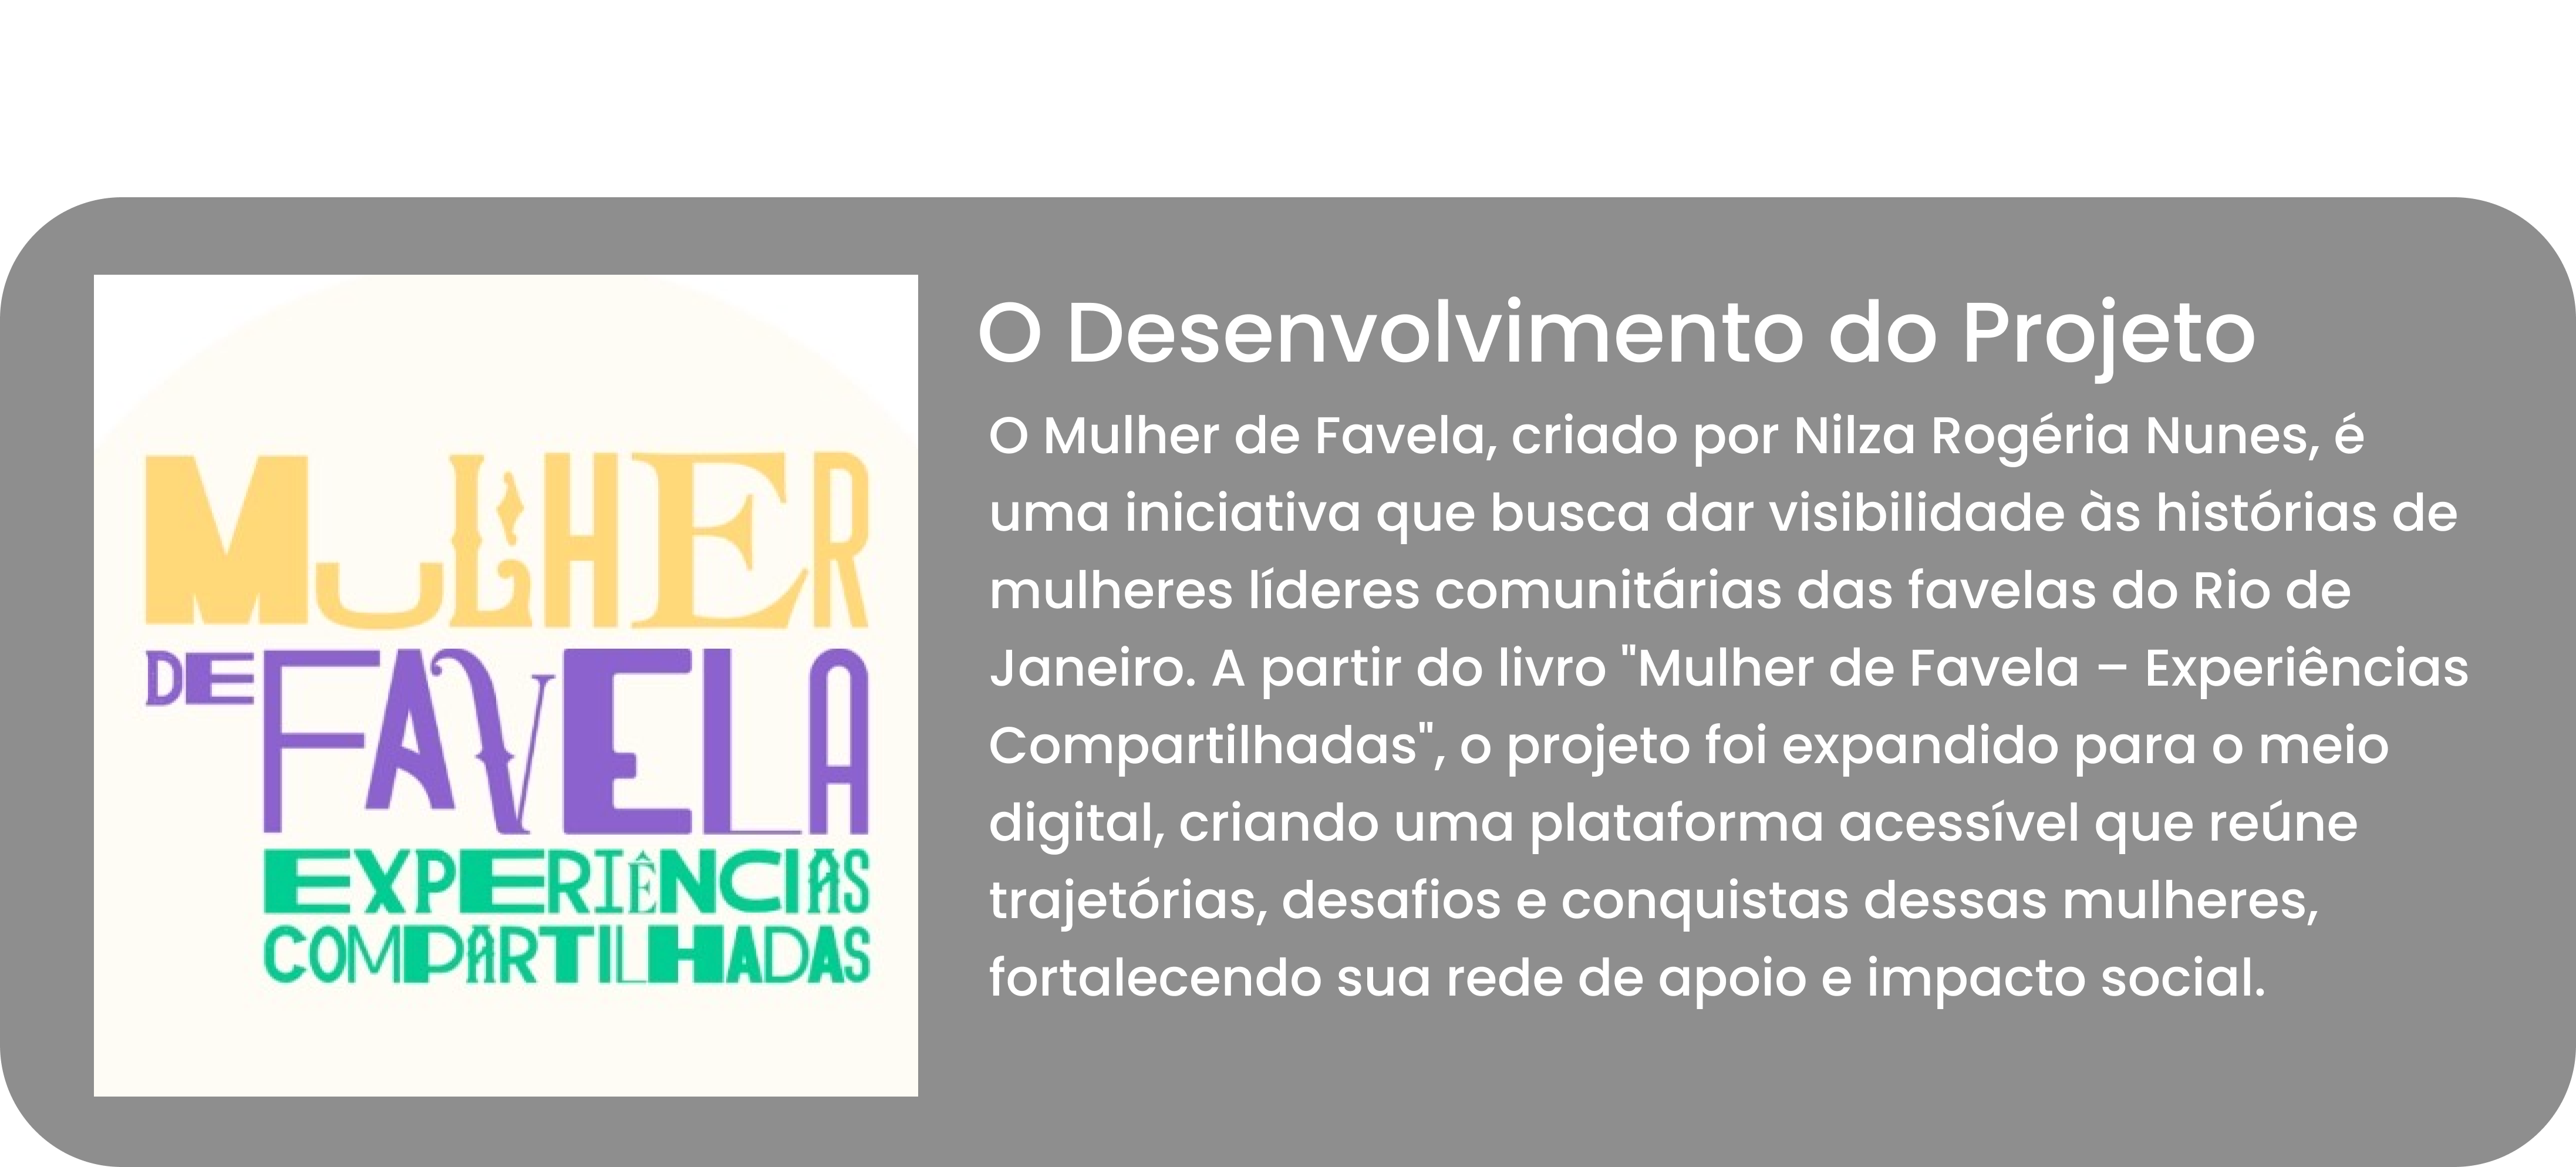 MULHER
DE FAVELA
EXPERIÊNCIAS
COMPARTILHADAS
O Desenvolvimento do Projeto
O Mulher de Favela, criado por Nilza Rogéria Nunes, é
uma iniciativa que busca dar visibilidade às histórias de
mulheres líderes comunitárias das favelas do Rio de
Janeiro. A partir do livro "Mulher de Favela – Experiências
Compartilhadas", o projeto foi expandido para o meio
digital, criando uma plataforma acessível que reúne
trajetórias, desafios e conquistas dessas mulheres,
fortalecendo sua rede de apoio e impacto social.